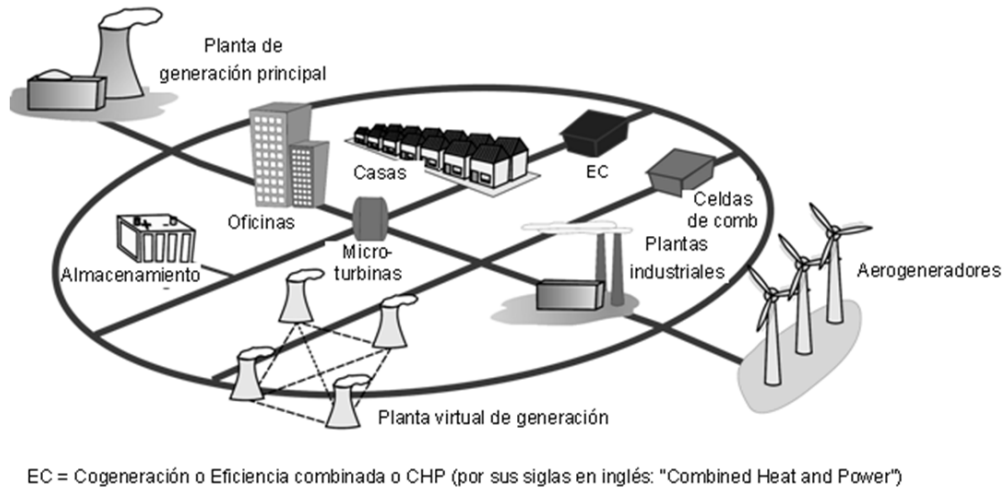 Planta de
generación principal
Casas
EC
Oficinas
Celdas
de comb
Micro-
turbinas
Plantas
industriales
Almacenamiento
Aerogeneradores
Planta virtual de generación
EC = Cogeneración o Eficiencia combinada o CHP (por sus siglas en inglés: "Combined Heat and Power")